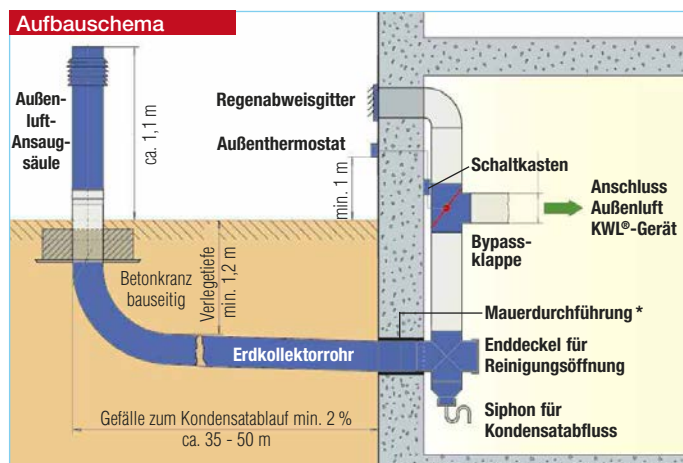 Aufbauschema
Außen-
luft-
Ansaug-
säule
ca. 1,1 m
Regenabweisgitter
Außenthermostat
min. 1 m
Schaltkasten
Anschluss
Außenluft
KWL®-Gerät
Bypass-
klappe
Betonkranz
bauseitig
Verlegetiefe
min. 1,2 m
Mauerdurchführung *
Erdkollektorrohr
Enddeckel für
Reinigungsöffnung
Siphon für
Kondensatabfluss
Gefälle zum Kondensatablauf min. 2 %
ca. 35 - 50 m